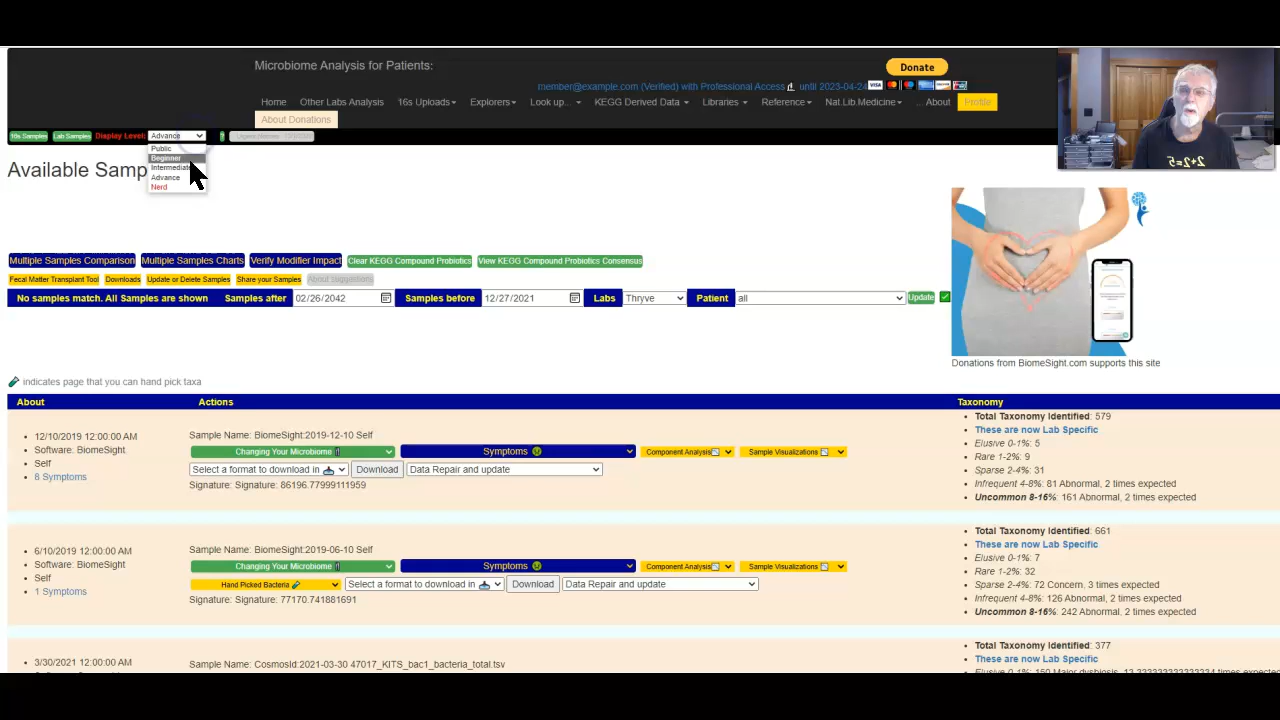 Microbiome Analysis for Patients:
Donate
member@example.com (Verified) with Professional Access until 2023-04-24
Home Other Labs Analysis 16s Uploads Explorers Look up... KEGG Derived Data Libraries Reference Nat.Lib.Medicine ... About Profile
About Donations
16s Samples Lab Samples Display Level: Advance ?
Public
Beginner
Intermediate
Advance
Nerd
Available Samp
2+2=5
Multiple Samples Comparison Multiple Samples Charts Verify Modifier Impact Clear KEGG Compound Probiotics View KEGG Compound Probiotics Consensus
Fecal Matter Transplant Tool Downloads Update or Delete Samples Share your Samples About Suggestions
No samples match. All Samples are shown Samples after 02/26/2042 Samples before 12/27/2021 Labs Thryve Patient all Update
Donations from BiomeSight.com supports this site
indicates page that you can hand pick taxa
About Actions Taxonomy
12/10/2019 12:00:00 AM
Software: BiomeSight
Self
8 Symptoms
Sample Name: BiomeSight:2019-12-10 Self
Changing Your Microbiome Symptoms Component Analysis Sample Visualizations
Select a format to download in Download Data Repair and update
Signature: Signature: 86196.77999111959
Total Taxonomy Identified: 579
These are now Lab Specific
Elusive 0-1%: 5
Rare 1-2%: 9
Sparse 2-4%: 31
Infrequent 4-8%: 81 Abnormal, 2 times expected
Uncommon 8-16%: 161 Abnormal, 2 times expected
6/10/2019 12:00:00 AM
Software: BiomeSight
Self
1 Symptoms
Sample Name: BiomeSight:2019-06-10 Self
Changing Your Microbiome Symptoms Component Analysis Sample Visualizations
Hand Picked Bacteria Select a format to download in Download Data Repair and update
Signature: Signature: 77170.741881691
Total Taxonomy Identified: 661
These are now Lab Specific
Elusive 0-1%: 7
Rare 1-2%: 32
Sparse 2-4%: 72 Concern, 3 times expected
Infrequent 4-8%: 126 Abnormal, 2 times expected
Uncommon 8-16%: 242 Abnormal, 2 times expected
3/30/2021 12:00:00 AM
Sample Name: Cosmosid:2021-03-30 47017_KITS_bac1_bacteria_total.tsv
Total Taxonomy Identified: 377
These are now Lab Specific
Elusive 0-1%: 150 Major dysbiosis,